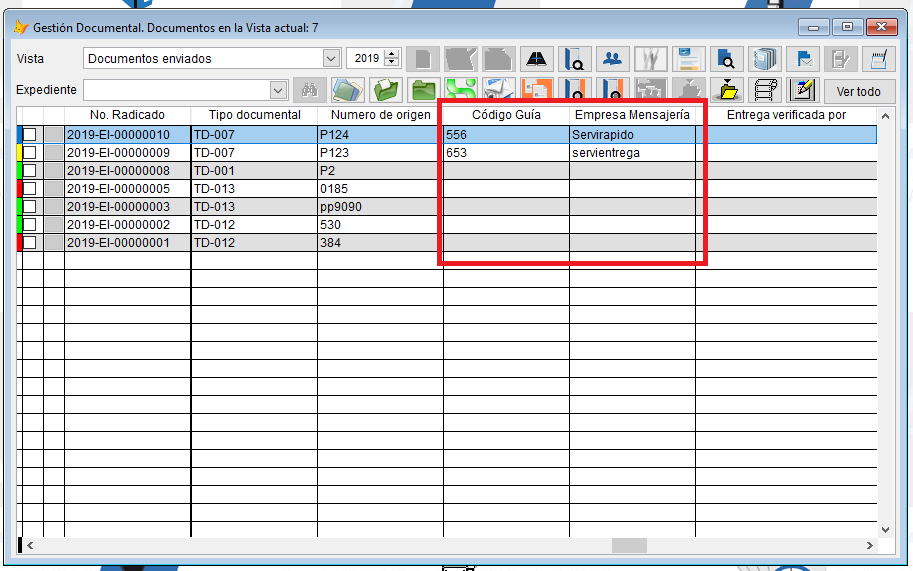 Gestión Documental. Documentos en la Vista actual: 7
Vista Documentos enviados 2019
Expediente Ver todo
No. Radicado Tipo documental Numero de origen Código Guía Empresa Mensajería Entrega verificada por
2019-EI-00000010 TD-007 P124 556 Servirapido
2019-EI-00000009 TD-007 P123 653 servientrega
2019-EI-00000008 TD-001 P2
2019-EI-00000005 TD-013 0185
2019-EI-00000003 TD-013 pp9090
2019-EI-00000002 TD-012 530
2019-EI-00000001 TD-012 384